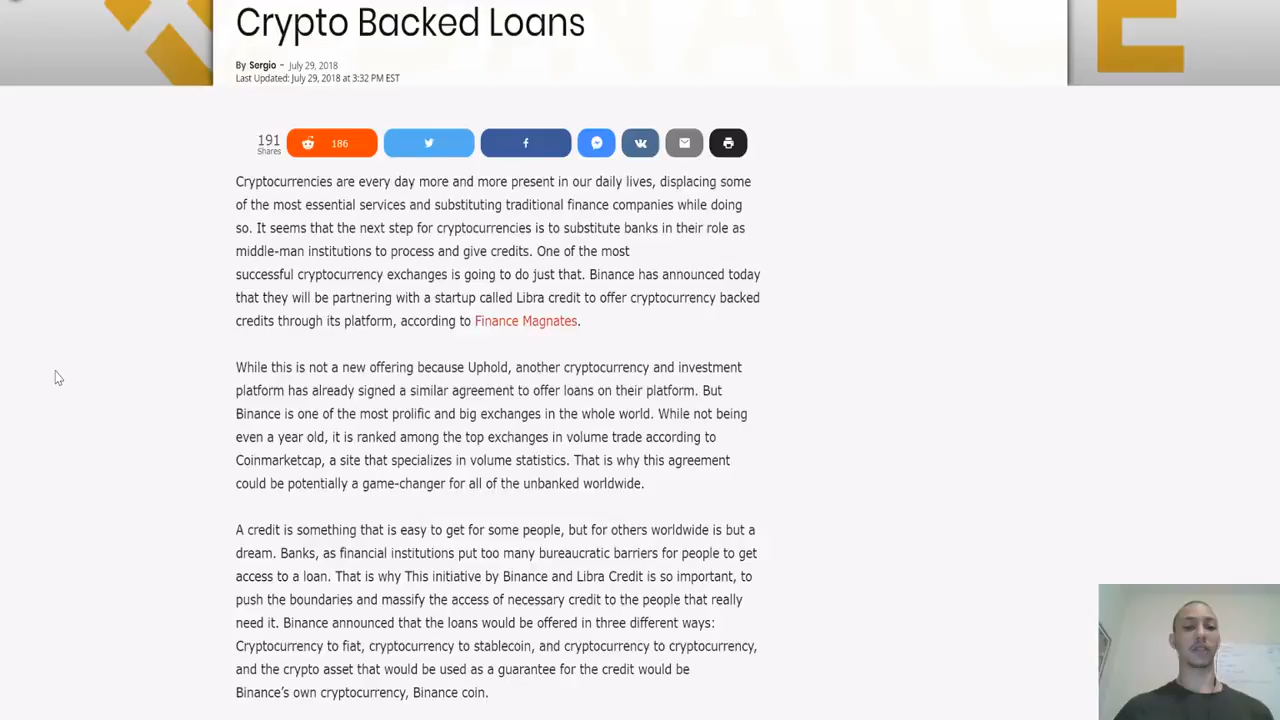 Crypto Backed Loans
By Sergio - July 29, 2018
Last Updated: July 29, 2018 at 3:32 PM EST
191
Shares
186
Cryptocurrencies are every day more and more present in our daily lives, displacing some
of the most essential services and substituting traditional finance companies while doing
so. It seems that the next step for cryptocurrencies is to substitute banks in their role as
middle-man institutions to process and give credits. One of the most
successful cryptocurrency exchanges is going to do just that. Binance has announced today
that they will be partnering with a startup called Libra credit to offer cryptocurrency backed
credits through its platform, according to Finance Magnates.
While this is not a new offering because Uphold, another cryptocurrency and investment
platform has already signed a similar agreement to offer loans on their platform. But
Binance is one of the most prolific and big exchanges in the whole world. While not being
even a year old, it is ranked among the top exchanges in volume trade according to
Coinmarketcap, a site that specializes in volume statistics. That is why this agreement
could be potentially a game-changer for all of the unbanked worldwide.
A credit is something that is easy to get for some people, but for others worldwide is but a
dream. Banks, as financial institutions put too many bureaucratic barriers for people to get
access to a loan. That is why This initiative by Binance and Libra Credit is so important, to
push the boundaries and massify the access of necessary credit to the people that really
need it. Binance announced that the loans would be offered in three different ways:
Cryptocurrency to fiat, cryptocurrency to stablecoin, and cryptocurrency to cryptocurrency,
and the crypto asset that would be used as a guarantee for the credit would be
Binance's own cryptocurrency, Binance coin.